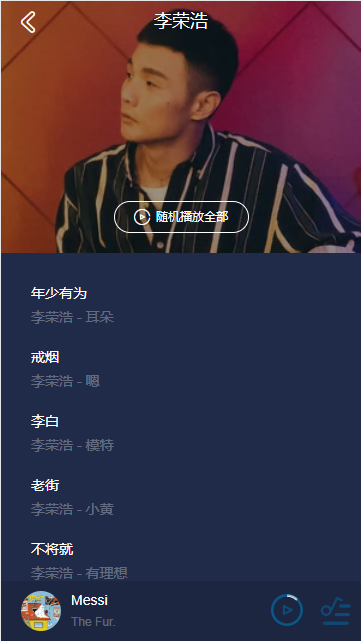 李荣浩
随机播放全部
年少有为
李荣浩 - 耳朵
戒烟
李荣浩 - 嗯
李白
李荣浩 - 模特
老街
李荣浩 - 小黄
不将就
李荣浩 - 有理想
Messi
The Fur.